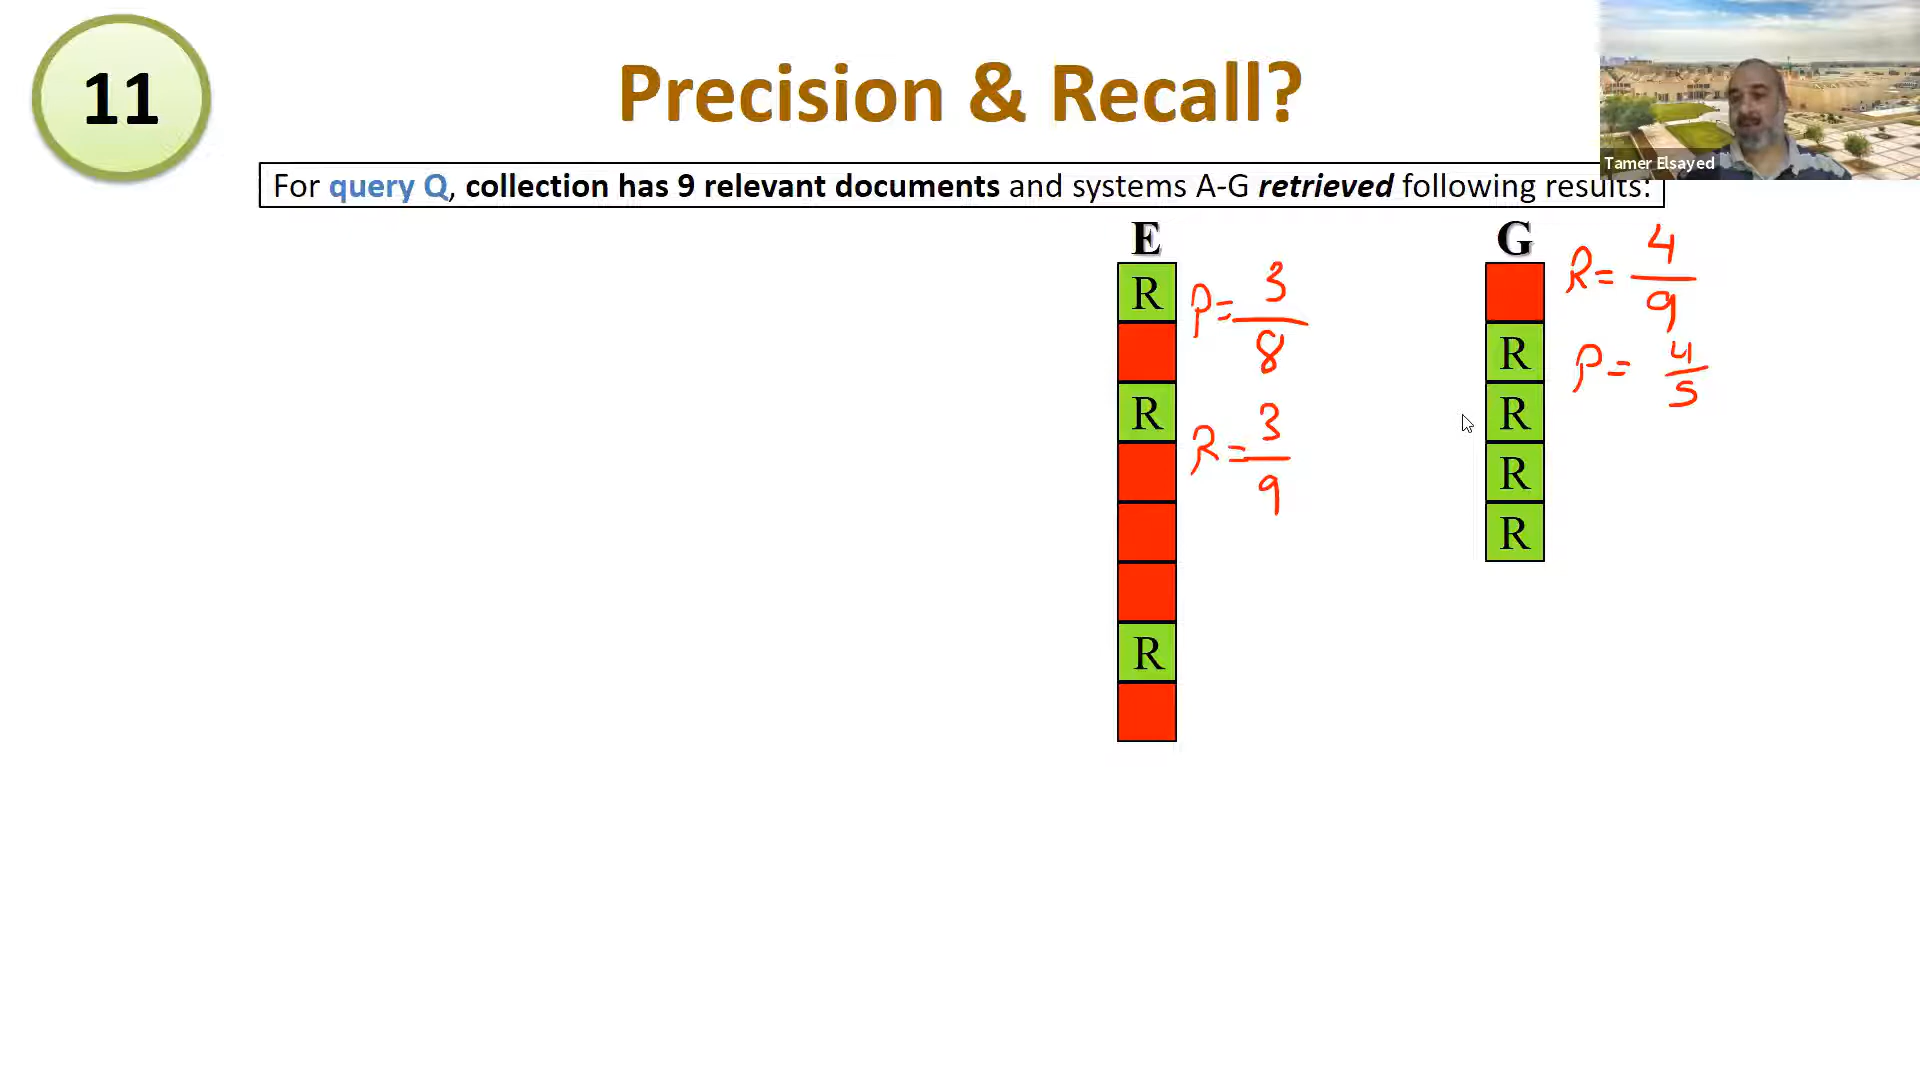 11
Precision & Recall?
Tamer Elsayed
For query Q, collection has 9 relevant documents and systems A-G retrieved following results:
E
R
R
R
P= 3/8
R= 3/9
G
R
R
R
R
R= 4/9
P= 4/5